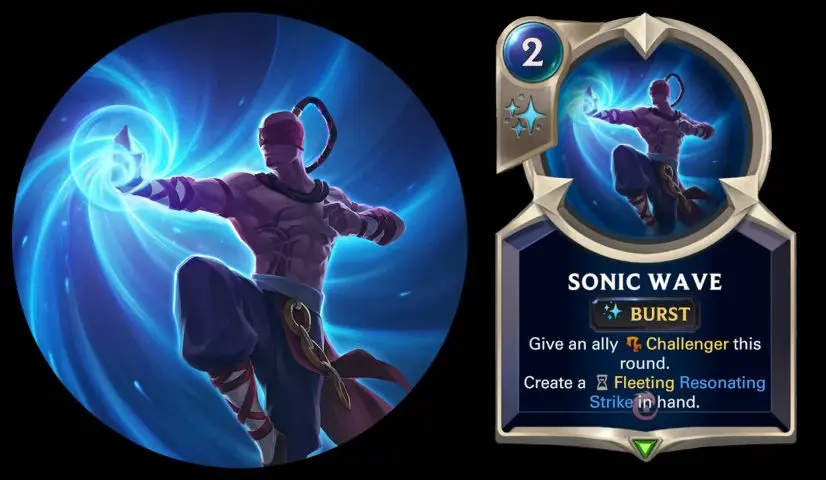 2
SONIC WAVE
BURST
Give an ally Challenger this
round.
Create a Fleeting Resonating
Strike in hand.